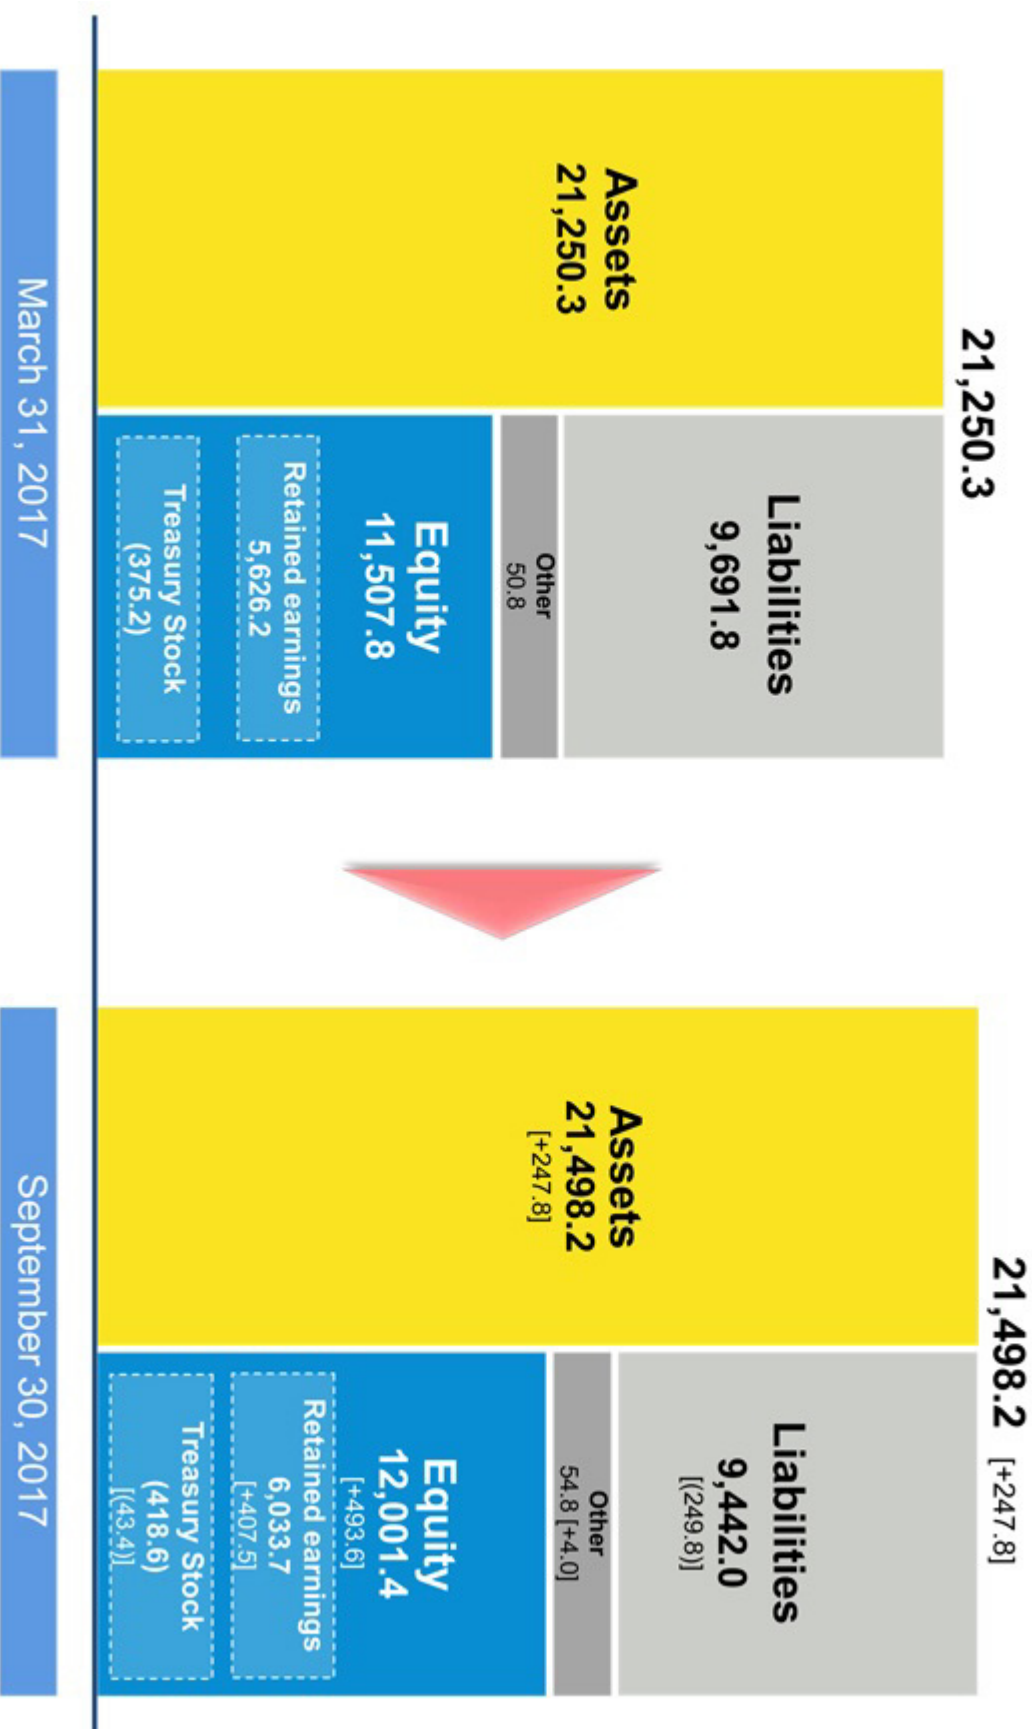 21,250.3
Assets
21,250.3
Liabilities
9,691.8
Other
50.8
Equity
11,507.8
Retained earnings
5,626.2
Treasury Stock
(375.2)
March 31, 2017
21,498.2 [+247.8]
Assets
21,498.2
[+247.8]
Liabilities
9,442.0
[(249.8)]
Other
54.8 [+4.0]
Equity
12,001.4
[+493.6]
Retained earnings
6,033.7
[+407.5]
Treasury Stock
(418.6)
[(43.4)]
September 30, 2017